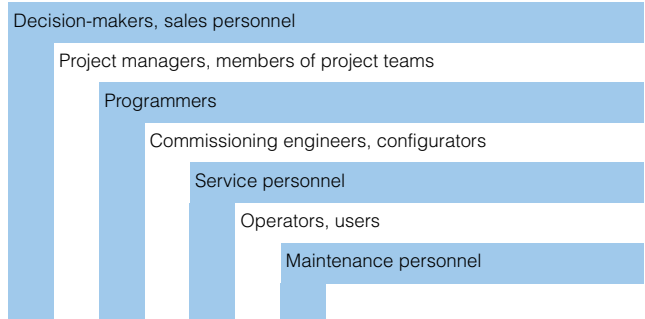 Decision-makers, sales personnel
Project managers, members of project teams
Programmers
Commissioning engineers, configurators
Service personnel
Operators, users
Maintenance personnel